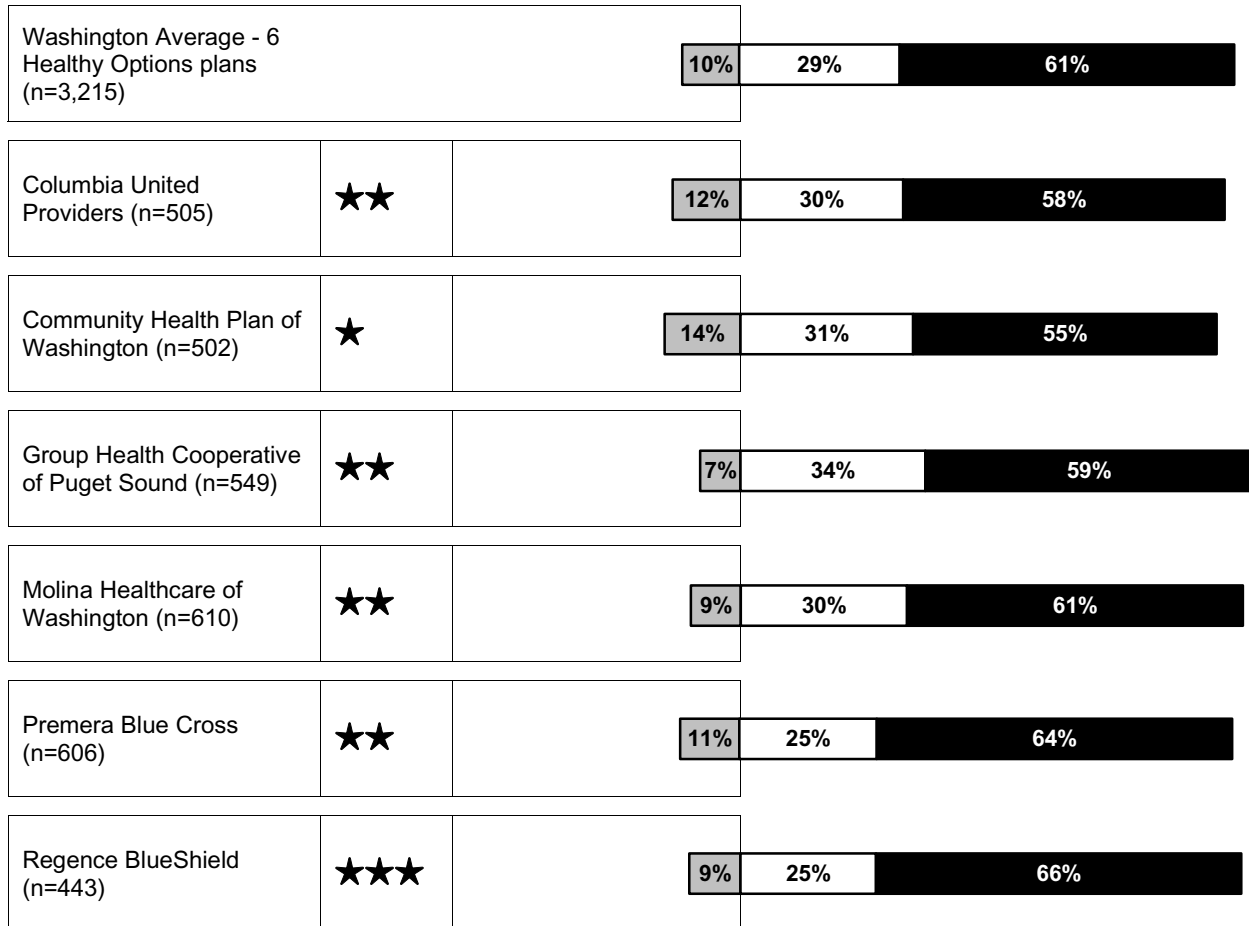 Washington Average - 6
Healthy Options plans
(n=3,215)
10% 29% 61%
Columbia United
Providers (n=505)
★★
12% 30% 58%
Community Health Plan of
Washington (n=502)
★
14% 31% 55%
Group Health Cooperative
of Puget Sound (n=549)
★★
7% 34% 59%
Molina Healthcare of
Washington (n=610)
★★
9% 30% 61%
Premera Blue Cross
(n=606)
★★
11% 25% 64%
Regence BlueShield
(n=443)
★★★
9% 25% 66%